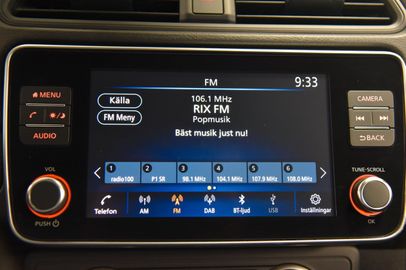 FM
9:33
MENU
CAMERA
Källa
106.1 MHz
RIX FM
Popmusik
FM Meny
AUDIO
BACK
Bäst musik just nu!
1 radio100
2 P1 SR
3 98.1 MHz
4 104.1 MHz
5 107.9 MHz
6 108.0 MHz
VOL
TUNE-SCROLL
Telefon
AM
FM
DAB
BT-ljud
USB
Inställningar
PUSH
OK